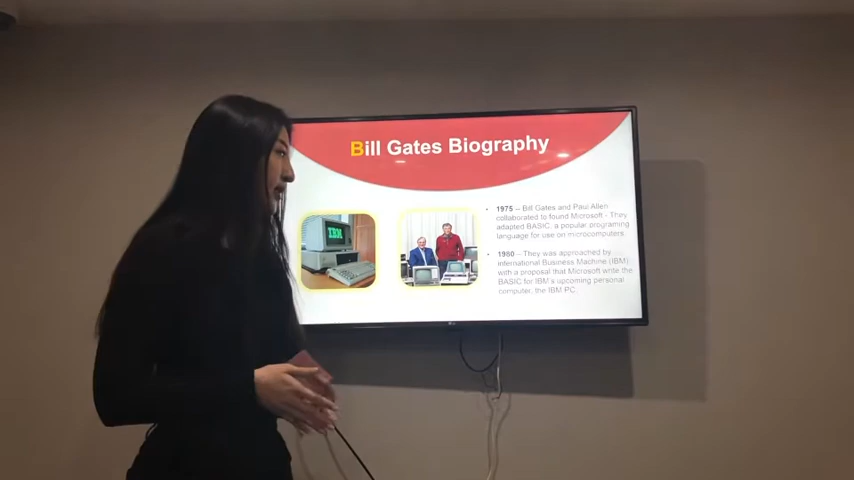 Bill Gates Biography
IBM
1975 – Bill Gates and Paul Allen
collaborated to found Microsoft - They
adapted BASIC, a popular programing
language for use on microcomputers.
1980 – They was approached by
international Business Machine (IBM)
with a proposal that Microsoft write the
BASIC for IBM's upcoming personal
computer, the IBM PC.